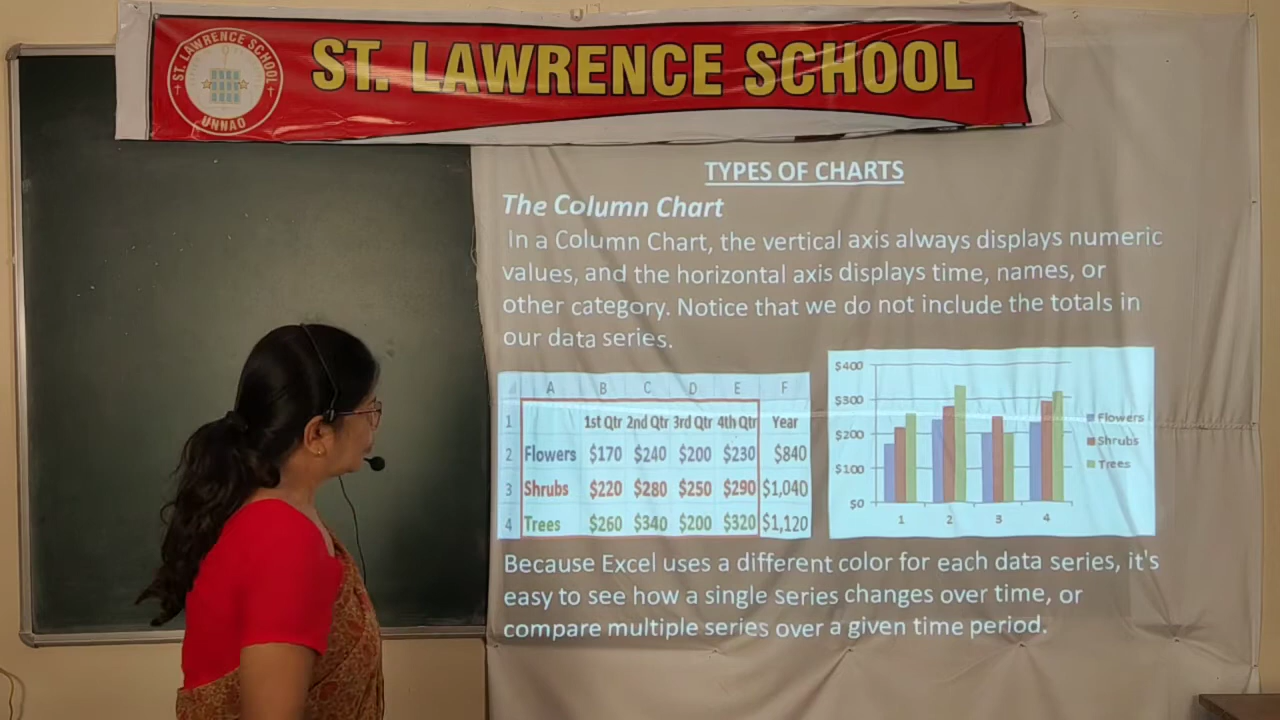 ST. LAWRENCE SCHOOL
ST. LAWRENCE SCHOOL
UNNAO
TYPES OF CHARTS
The Column Chart
In a Column Chart, the vertical axis always displays numeric
values, and the horizontal axis displays time, names, or
other category. Notice that we do not include the totals in
our data series.
A B C D E F
1 1st Qtr 2nd Qtr 3rd Qtr 4th Qtr Year
2 Flowers $170 $240 $200 $230 $840
3 Shrubs $220 $280 $250 $290 $1,040
4 Trees $260 $340 $200 $320 $1,120
$400
$300
$200
$100
$0
1 2 3 4
Flowers
Shrubs
Trees
Because Excel uses a different color for each data series, it's
easy to see how a single series changes over time, or
compare multiple series over a given time period.